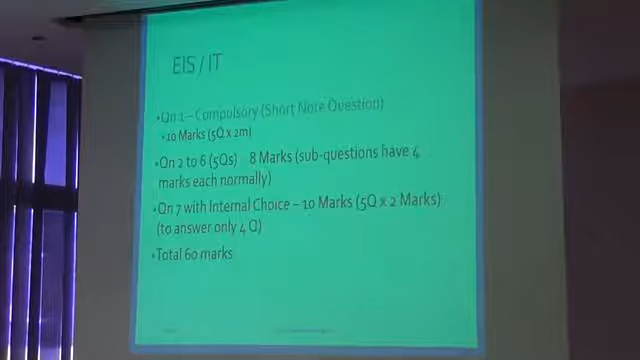 EIS / IT
•Qn 1 – Compulsory (Short Note Question)
•10 Marks (5Q x 2m)
•Qn 2 to 6 (5Qs) 8 Marks (sub-questions have 4
marks each normally)
•Qn 7 with Internal Choice – 10 Marks (5Q x 2 Marks)
(to answer only 4 Q)
•Total 60 marks